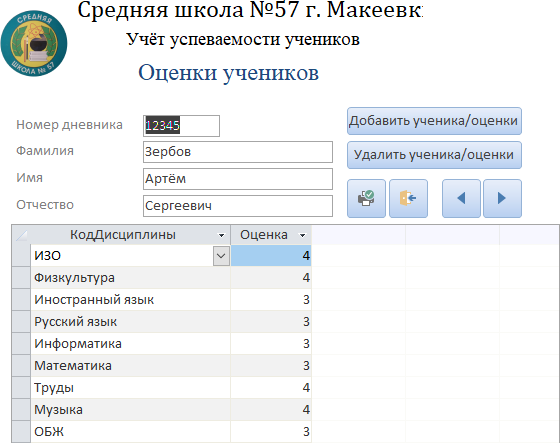 Средняя школа №57 г. Макеевк
Учёт успеваемости учеников
Оценки учеников
СРЕДНЯЯ
ШКОЛА № 57
Номер дневника 12345
Добавить ученика/оценки
Фамилия Зербов
Удалить ученика/оценки
Имя Артём
Отчество Сергеевич
КодДисциплины Оценка
ИЗО 4
Физкультура 4
Иностранный язык 3
Русский язык 3
Информатика 3
Математика 3
Труды 4
Музыка 4
ОБЖ 3